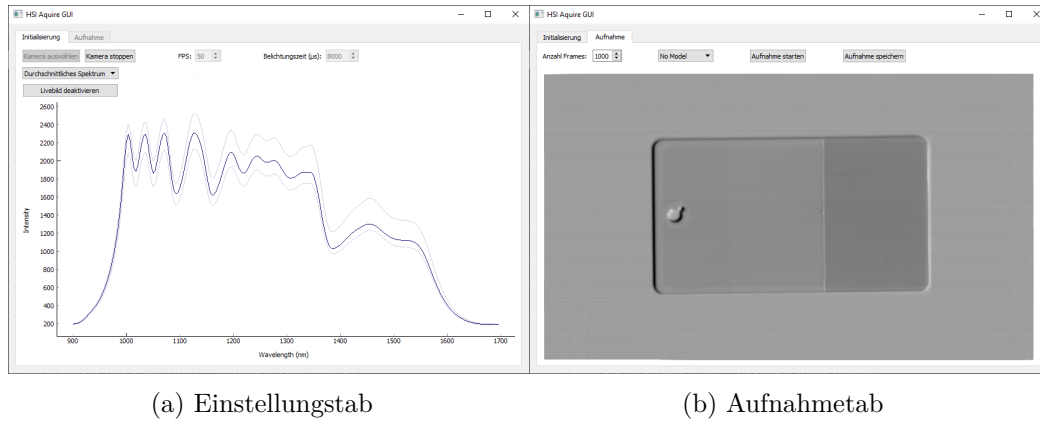 HSI Aquire GUI
Initialisierung Aufnahme
Kamera auswählen Kamera stoppen FPS: 50 Belichtungszeit (µs): 8000
Durchschnittliches Spektrum
Livebild deaktivieren
2600
2400
2200
2000
1800
1600
1400
1200
1000
800
600
400
200
Intensity
900 1000 1100 1200 1300 1400 1500 1600 1700
Wavelength (nm)
HSI Aquire GUI
Initialisierung Aufnahme
Anzahl Frames: 1000 No Model Aufnahme starten Aufnahme speichern
(a) Einstellungstab
(b) Aufnahmetab